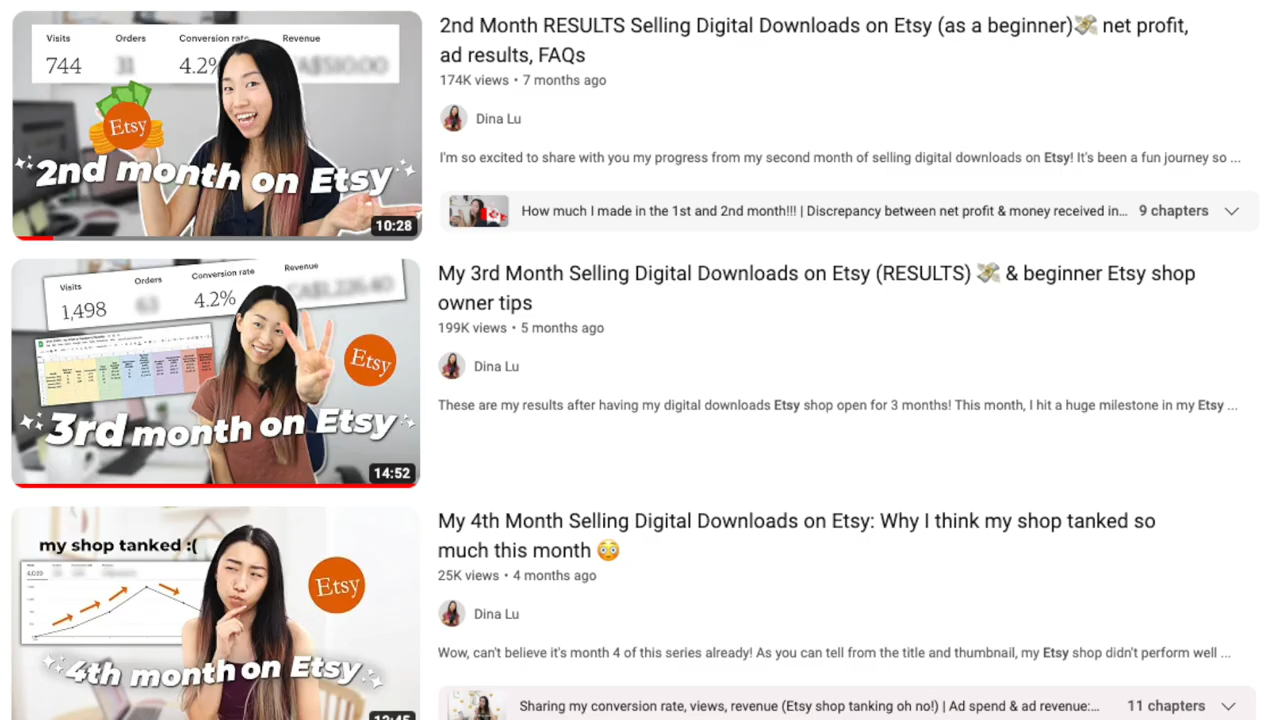 Visits Orders Conversion rate Revenue
744 4.2%
Etsy
2nd month on Etsy
10:28
2nd Month RESULTS Selling Digital Downloads on Etsy (as a beginner)💸 net profit,
ad results, FAQs
174K views • 7 months ago
Dina Lu
I'm so excited to share with you my progress from my second month of selling digital downloads on Etsy! It's been a fun journey so ...
How much I made in the 1st and 2nd month!!! | Discrepancy between net profit & money received in... 9 chapters
Visits Orders Conversion rate Revenue
1,498 4.2%
Etsy
3rd month on Etsy
14:52
My 3rd Month Selling Digital Downloads on Etsy (RESULTS) 💸 & beginner Etsy shop
owner tips
199K views • 5 months ago
Dina Lu
These are my results after having my digital downloads Etsy shop open for 3 months! This month, I hit a huge milestone in my Etsy ...
my shop tanked :(
Etsy
4th month on Etsy
12:45
My 4th Month Selling Digital Downloads on Etsy: Why I think my shop tanked so
much this month 😳
25K views • 4 months ago
Dina Lu
Wow, can't believe it's month 4 of this series already! As you can tell from the title and thumbnail, my Etsy shop didn't perform well ...
Sharing my conversion rate, views, revenue (Etsy shop tanking oh no!) | Ad spend & ad revenue:... 11 chapters